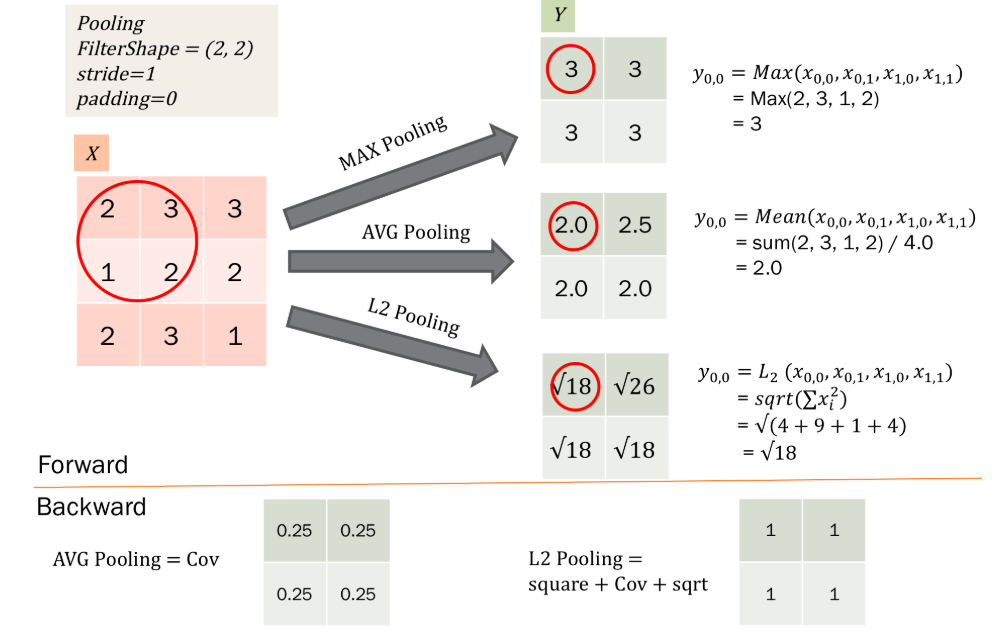 Pooling
FilterShape = (2, 2)
stride=1
padding=0
X
2 3 3
1 2 2
2 3 1
MAX Pooling
AVG Pooling
L2 Pooling
Y
3 3
3 3
y₀,₀ = Max(x₀,₀, x₀,₁, x₁,₀, x₁,₁)
= Max(2, 3, 1, 2)
= 3
2.0 2.5
2.0 2.0
y₀,₀ = Mean(x₀,₀, x₀,₁, x₁,₀, x₁,₁)
= sum(2, 3, 1, 2) / 4.0
= 2.0
√18 √26
√18 √18
y₀,₀ = L₂ (x₀,₀, x₀,₁, x₁,₀, x₁,₁)
= sqrt(∑xᵢ²)
= √(4 + 9 + 1 + 4)
= √18
Forward
Backward
AVG Pooling = Cov
0.25 0.25
0.25 0.25
L2 Pooling =
square + Cov + sqrt
1 1
1 1